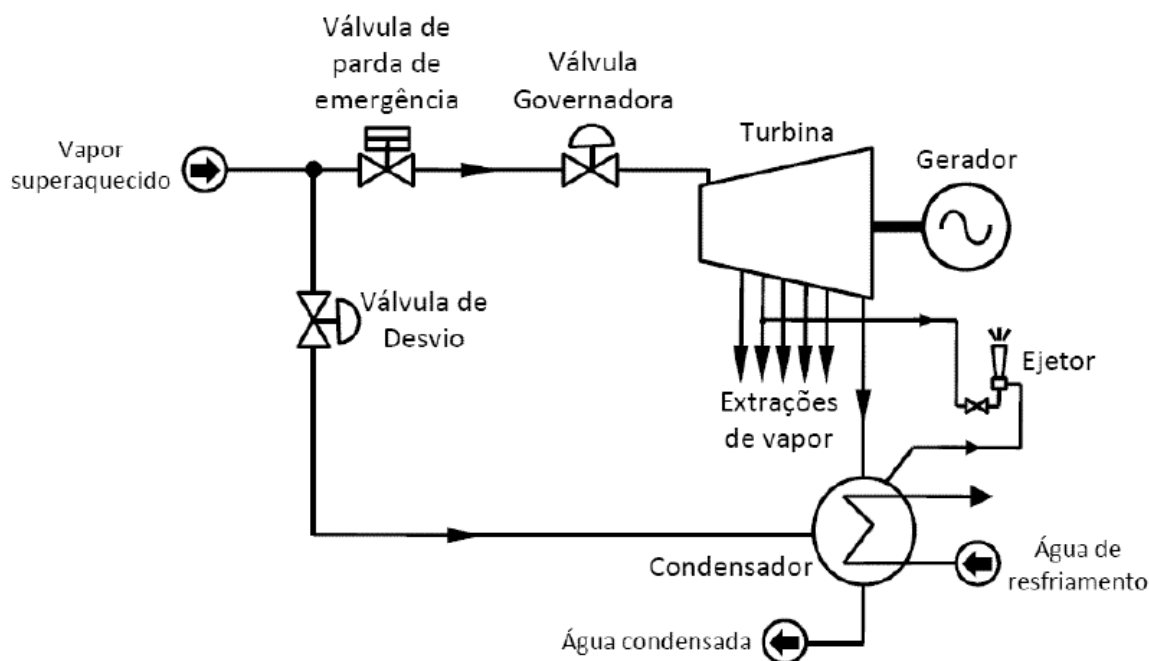 Válvula de
parda de
emergência
Válvula
Governadora
Turbina
Gerador
Vapor
superaquecido
Válvula de
Desvio
Ejetor
Extrações
de vapor
Condensador
Água de
resfriamento
Água condensada